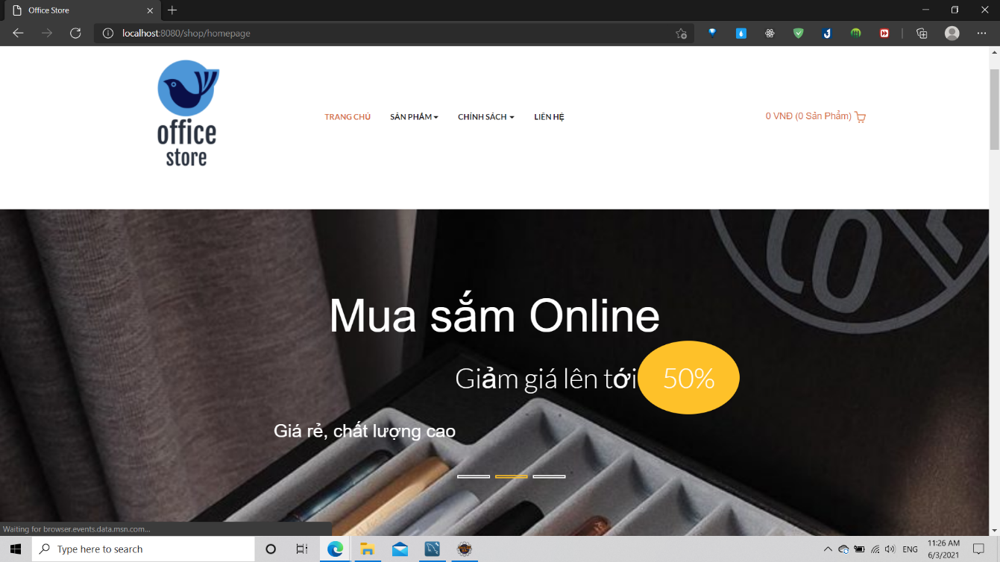 Office Store
localhost:8080/shop/homepage
office
store
TRANG CHỦ SẢN PHẨM CHÍNH SÁCH LIÊN HỆ
0 VNĐ (0 Sản Phẩm)
Mua sắm Online
Giảm giá lên tới 50%
Giá rẻ, chất lượng cao
Waiting for browser.events.data.msn.com...
Type here to search
ENG
11:26 AM
6/3/2021